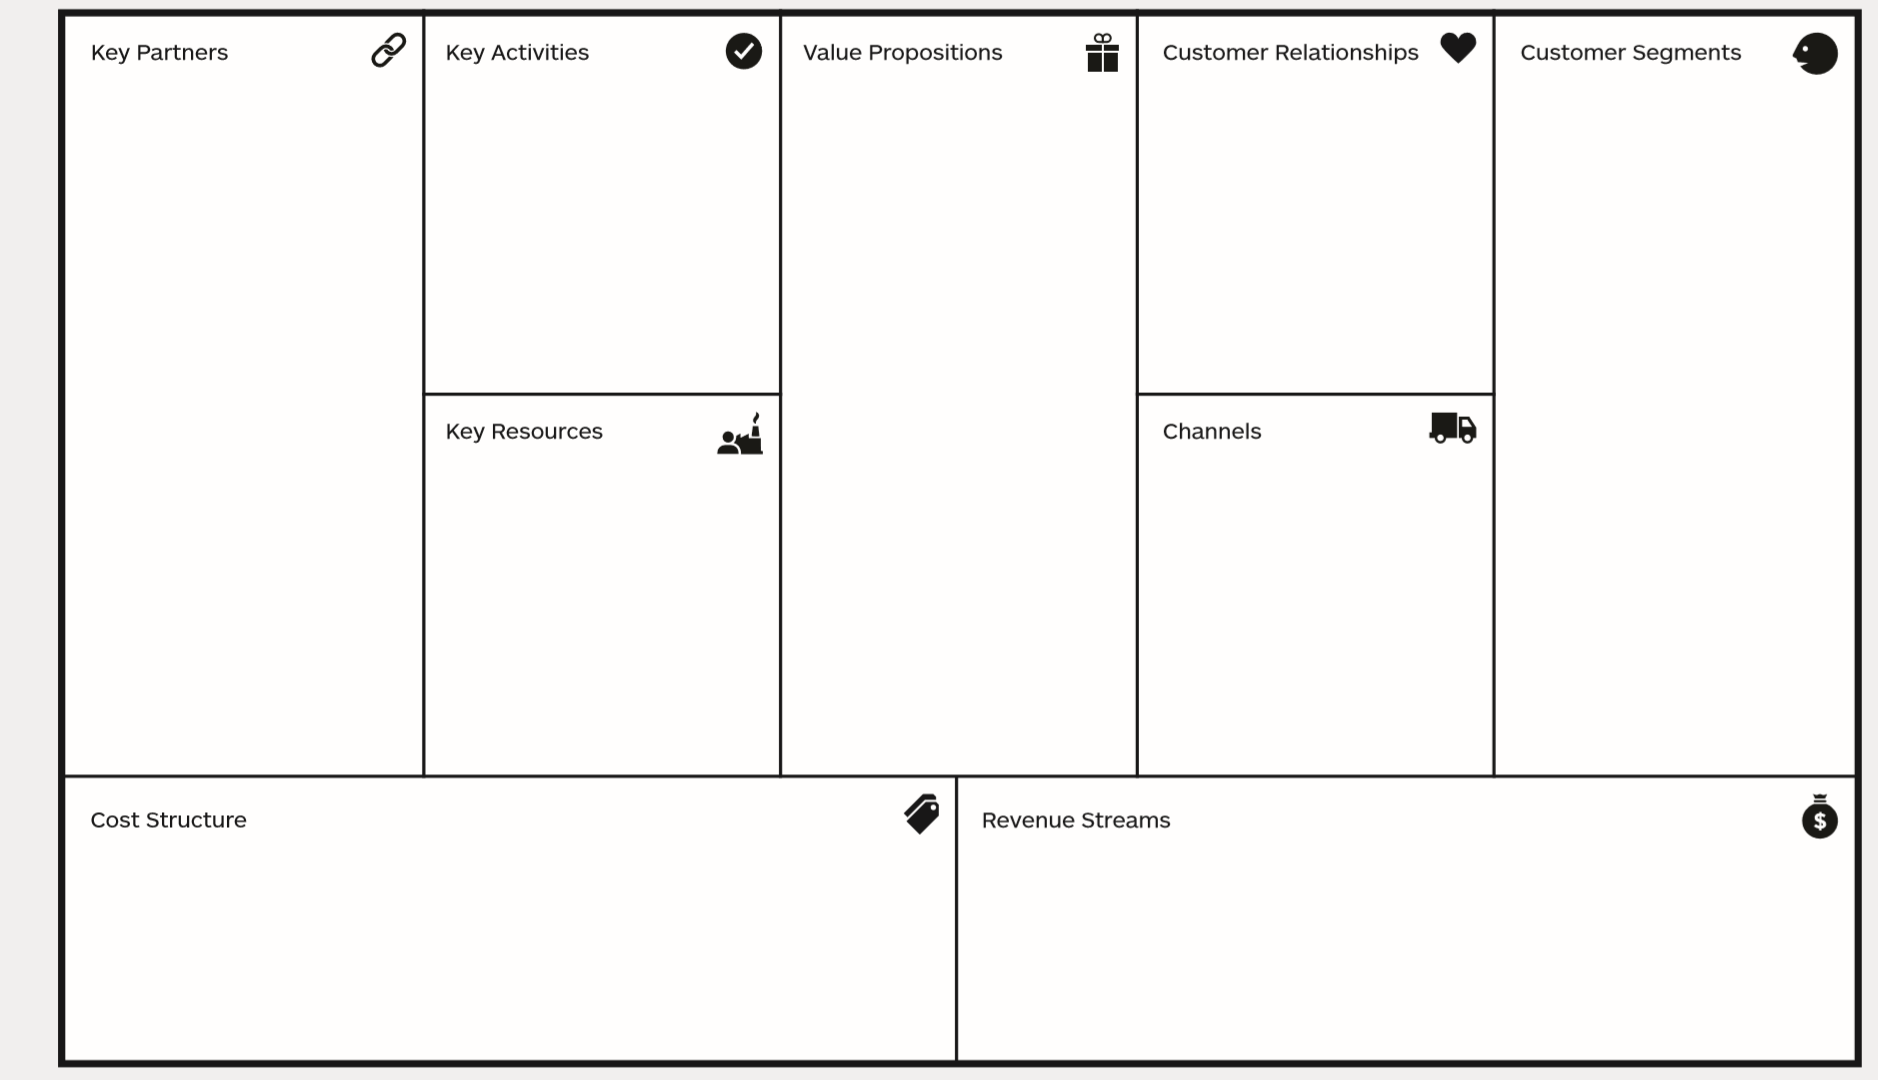 Key Partners
Key Activities
Value Propositions
Customer Relationships
Customer Segments
Key Resources
Channels
Cost Structure
Revenue Streams
$